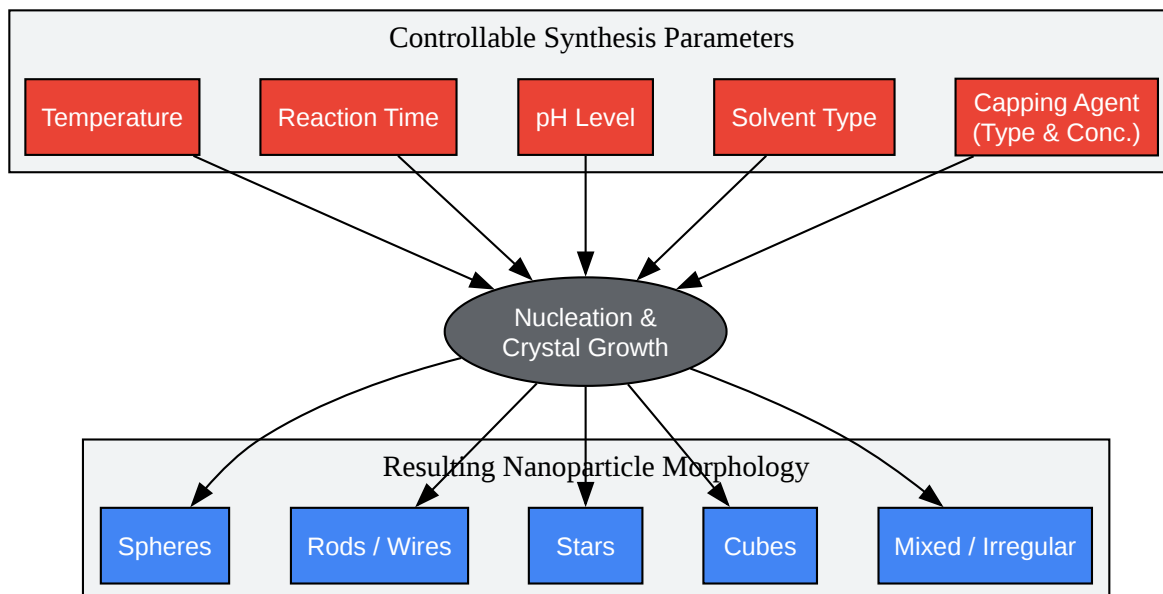 Controllable Synthesis Parameters
Temperature
Reaction Time
pH Level
Solvent Type
Capping Agent
(Type & Conc.)
Nucleation &
Crystal Growth
Resulting Nanoparticle Morphology
Spheres
Rods / Wires
Stars
Cubes
Mixed / Irregular